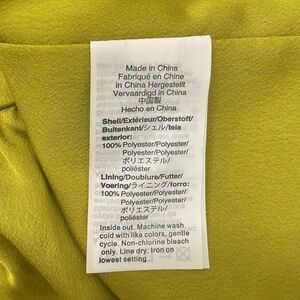 Made in China
Fabriqué en Chine
in China Hergestellt
Vervaardigd in China
中国製
Hecho en China
Shell/Extérieur/Oberstoff/
Buitenkant/シェル/tela
exterior:
100% Polyester/Polyester/
Polyester/Polyester/
ポリエステル/
poliéster
Lining/Doublure/Futter/
Voering/ライニング/forro:
100% Polyester/Polyester/
Polyester/Polyester/
ポリエステル/
poliéster
Inside out. Machine wash
cold with like colors, gentle
cycle. Non-chlorine bleach
only. Line dry. Iron on
lowest setting.